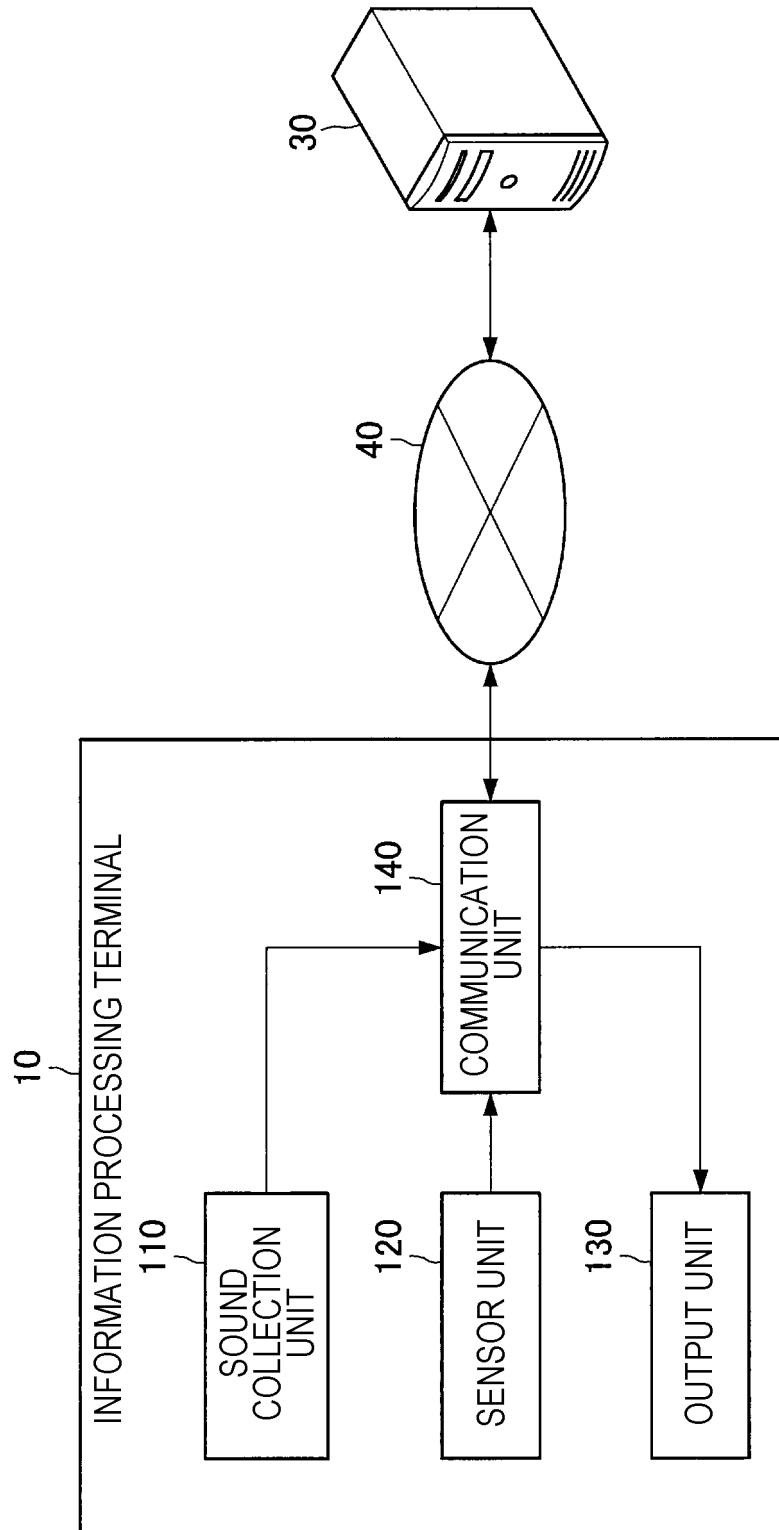 10
INFORMATION PROCESSING TERMINAL
110
SOUND
COLLECTION
UNIT
120
SENSOR UNIT
130
OUTPUT UNIT
140
COMMUNICATION
UNIT
40
30